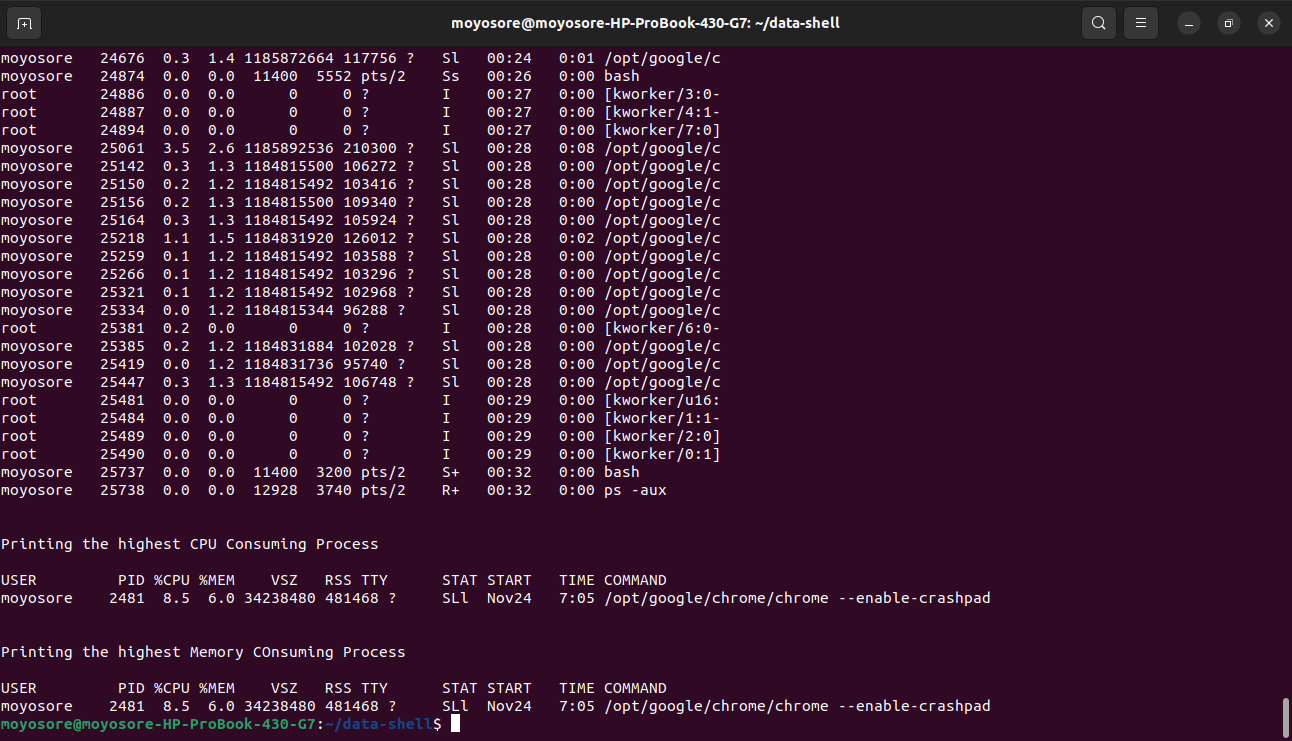 moyosore@moyosore-HP-ProBook-430-G7: ~/data-shell
moyosore   24676  0.3  1.4 1185872664 117756 ?   Sl   00:24   0:01 /opt/google/c
moyosore   24874  0.0  0.0  11400  5552 pts/2    Ss   00:26   0:00 bash
root       24886  0.0  0.0      0     0 ?        I    00:27   0:00 [kworker/3:0-
root       24887  0.0  0.0      0     0 ?        I    00:27   0:00 [kworker/4:1-
root       24894  0.0  0.0      0     0 ?        I    00:27   0:00 [kworker/7:0]
moyosore   25061  3.5  2.6 1185892536 210300 ?   Sl   00:28   0:08 /opt/google/c
moyosore   25142  0.3  1.3 1184815500 106272 ?   Sl   00:28   0:00 /opt/google/c
moyosore   25150  0.2  1.2 1184815492 103416 ?   Sl   00:28   0:00 /opt/google/c
moyosore   25156  0.2  1.3 1184815500 109340 ?   Sl   00:28   0:00 /opt/google/c
moyosore   25164  0.3  1.3 1184815492 105924 ?   Sl   00:28   0:00 /opt/google/c
moyosore   25218  1.1  1.5 1184831920 126012 ?   Sl   00:28   0:02 /opt/google/c
moyosore   25259  0.1  1.2 1184815492 103588 ?   Sl   00:28   0:00 /opt/google/c
moyosore   25266  0.1  1.2 1184815492 103296 ?   Sl   00:28   0:00 /opt/google/c
moyosore   25321  0.1  1.2 1184815492 102968 ?   Sl   00:28   0:00 /opt/google/c
moyosore   25334  0.0  1.2 1184815344 96288 ?    Sl   00:28   0:00 /opt/google/c
root       25381  0.2  0.0      0     0 ?        I    00:28   0:00 [kworker/6:0-
moyosore   25385  0.2  1.2 1184831884 102028 ?   Sl   00:28   0:00 /opt/google/c
moyosore   25419  0.0  1.2 1184831736 95740 ?    Sl   00:28   0:00 /opt/google/c
moyosore   25447  0.3  1.3 1184815492 106748 ?   Sl   00:28   0:00 /opt/google/c
root       25481  0.0  0.0      0     0 ?        I    00:29   0:00 [kworker/u16:
root       25484  0.0  0.0      0     0 ?        I    00:29   0:00 [kworker/1:1-
root       25489  0.0  0.0      0     0 ?        I    00:29   0:00 [kworker/2:0]
root       25490  0.0  0.0      0     0 ?        I    00:29   0:00 [kworker/0:1]
moyosore   25737  0.0  0.0  11400  3200 pts/2    S+   00:32   0:00 bash
moyosore   25738  0.0  0.0  12928  3740 pts/2    R+   00:32   0:00 ps -aux
Printing the highest CPU Consuming Process
USER         PID %CPU %MEM    VSZ   RSS TTY      STAT START   TIME COMMAND
moyosore    2481  8.5  6.0 34238480 481468 ?     SLl  Nov24   7:05 /opt/google/chrome/chrome --enable-crashpad
Printing the highest Memory COnsuming Process
USER         PID %CPU %MEM    VSZ   RSS TTY      STAT START   TIME COMMAND
moyosore    2481  8.5  6.0 34238480 481468 ?     SLl  Nov24   7:05 /opt/google/chrome/chrome --enable-crashpad
moyosore@moyosore-HP-ProBook-430-G7:~/data-shell$